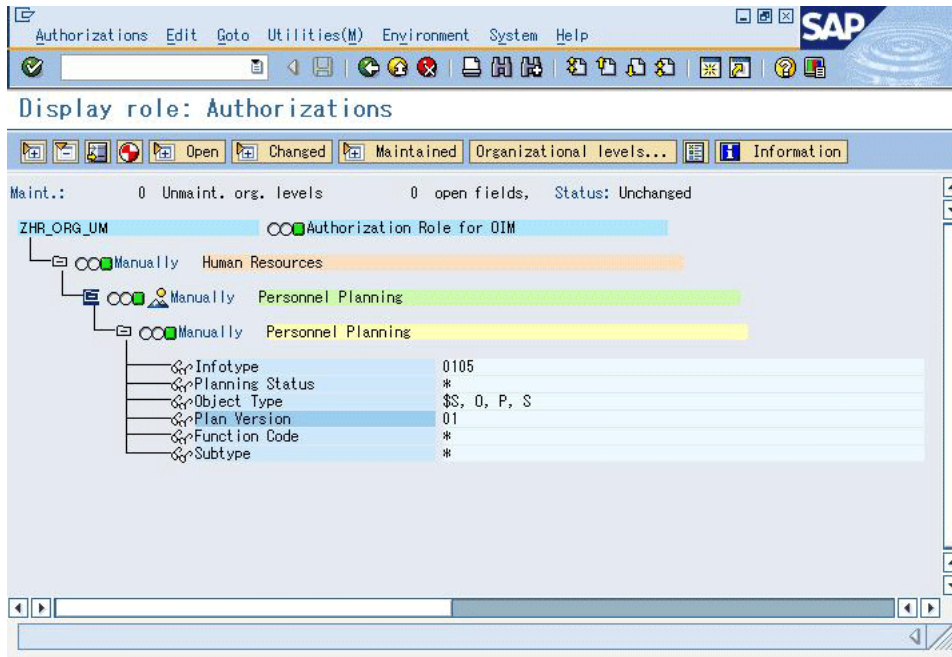 SAP
Authorizations Edit Goto Utilities(M) Environment System Help
Display role: Authorizations
Open Changed Maintained Organizational levels... Information
Maint.: 0 Unmaint. org. levels 0 open fields, Status: Unchanged
ZHR_ORG_UM Authorization Role for OIM
Manually Human Resources
Manually Personnel Planning
Manually Personnel Planning
Infotype 0105
Planning Status *
Object Type $S, O, P, S
Plan Version 01
Function Code *
Subtype *